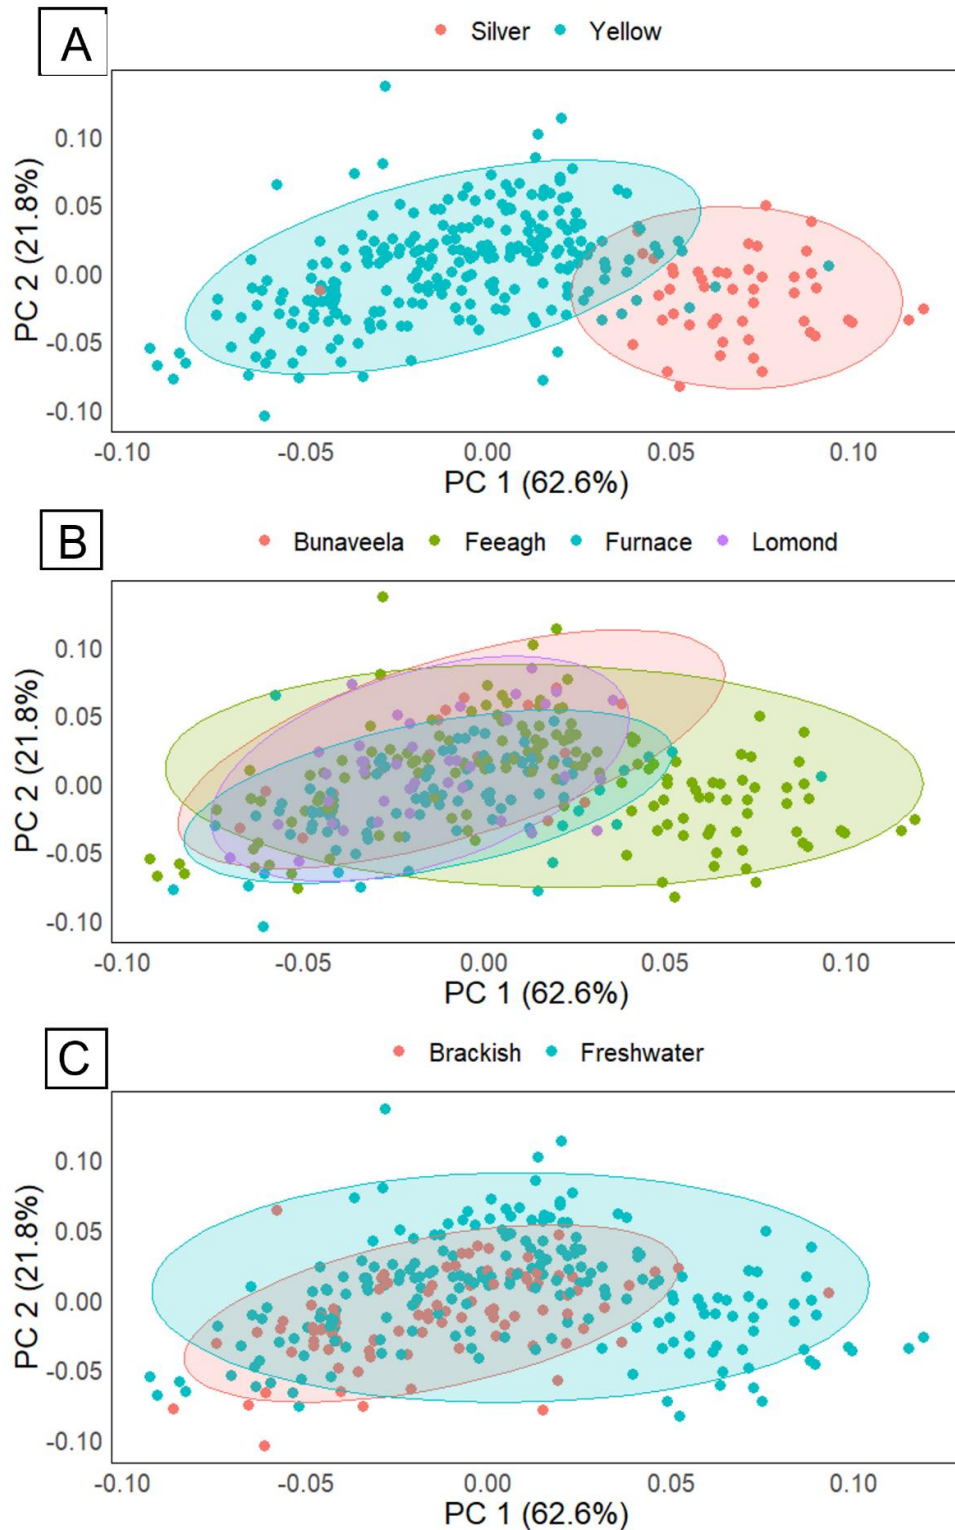 A
Silver Yellow
PC 2 (21.8%)
0.10
0.05
0.00
-0.05
-0.10
-0.10 -0.05 0.00 0.05 0.10
PC 1 (62.6%)
B
Bunaveela Feeagh Furnace Lomond
PC 2 (21.8%)
0.10
0.05
0.00
-0.05
-0.10
-0.10 -0.05 0.00 0.05 0.10
PC 1 (62.6%)
C
Brackish Freshwater
PC 2 (21.8%)
0.10
0.05
0.00
-0.05
-0.10
-0.10 -0.05 0.00 0.05 0.10
PC 1 (62.6%)